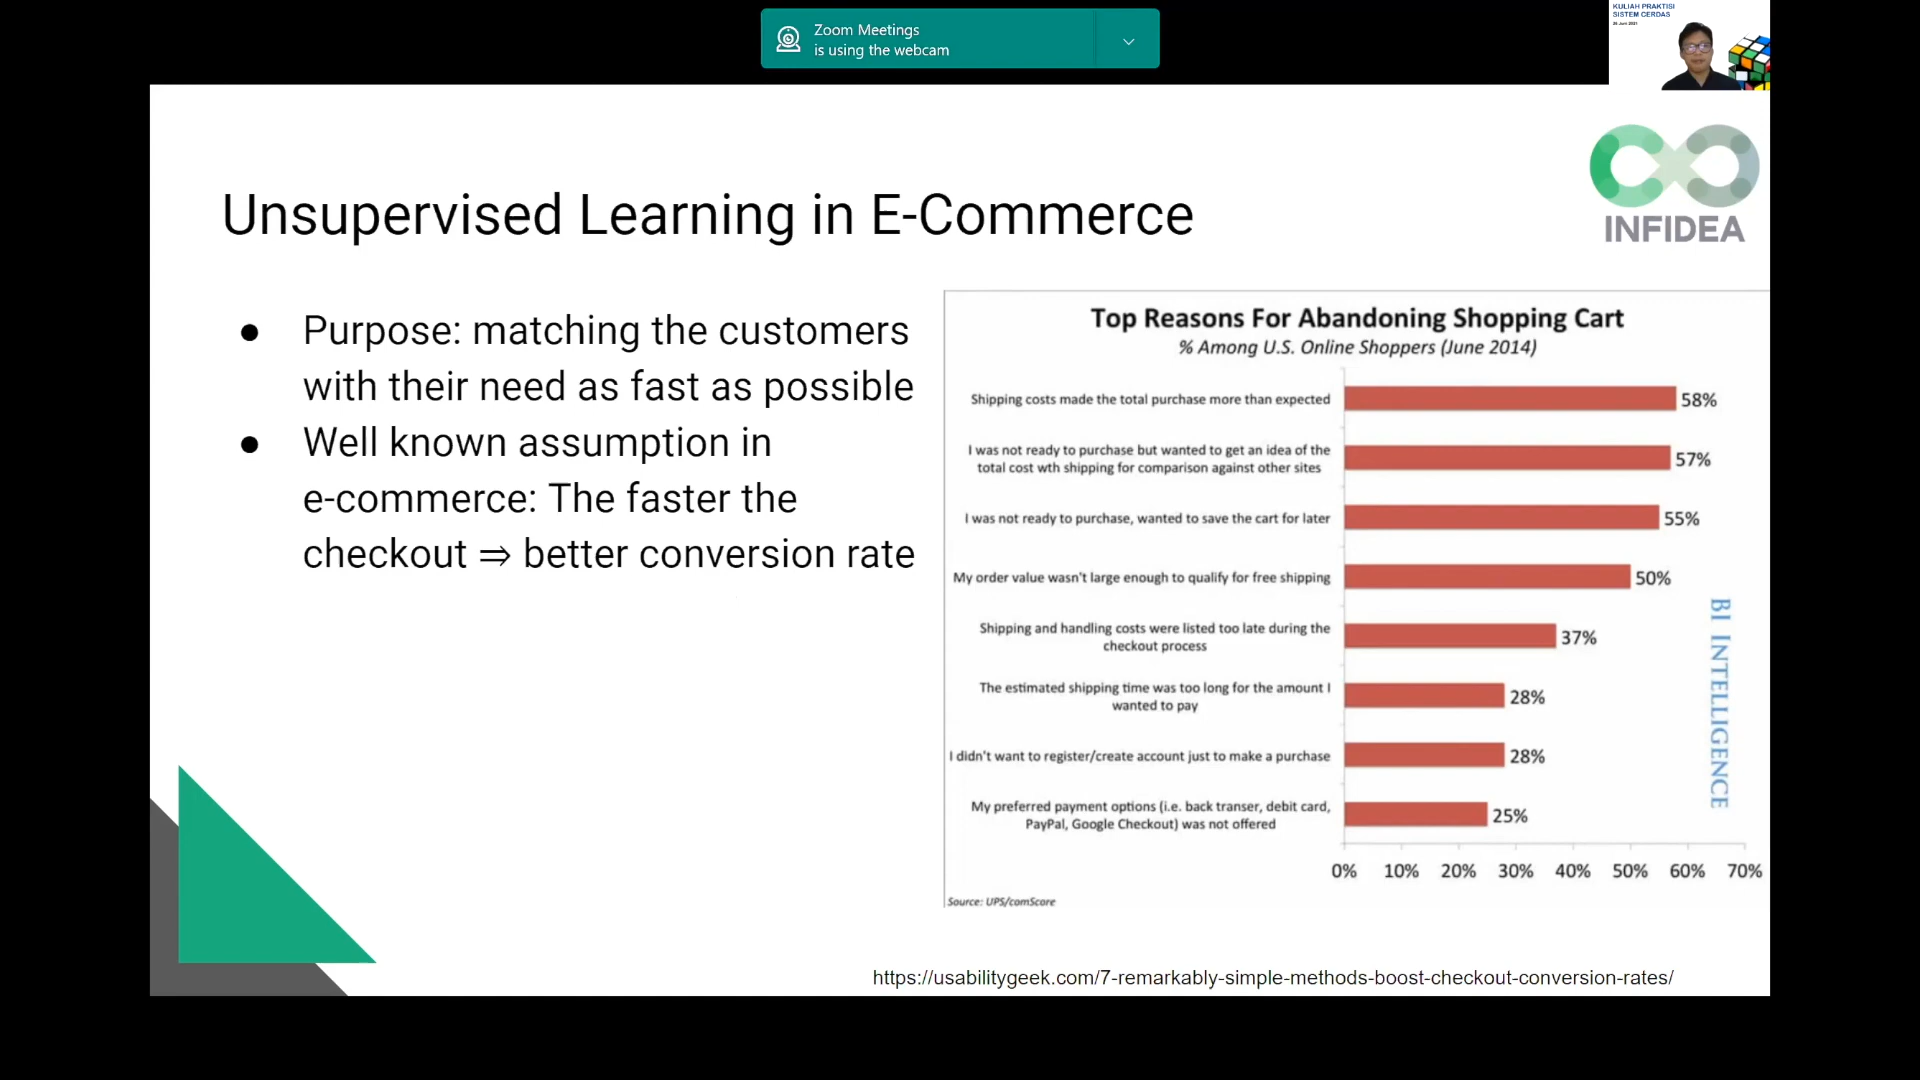 Zoom Meetings
is using the webcam
KULIAH PRAKTISI
SISTEM CERDAS
26 Juni 2021
INFIDEA
Unsupervised Learning in E-Commerce
● Purpose: matching the customers
with their need as fast as possible
● Well known assumption in
e-commerce: The faster the
checkout ⇒ better conversion rate
Top Reasons For Abandoning Shopping Cart
% Among U.S. Online Shoppers (June 2014)
Shipping costs made the total purchase more than expected 58%
I was not ready to purchase but wanted to get an idea of the
total cost wth shipping for comparison against other sites 57%
I was not ready to purchase, wanted to save the cart for later 55%
My order value wasn't large enough to qualify for free shipping 50%
Shipping and handling costs were listed too late during the
checkout process 37%
The estimated shipping time was too long for the amount I
wanted to pay 28%
I didn't want to register/create account just to make a purchase 28%
My preferred payment options (i.e. back transer, debit card,
PayPal, Google Checkout) was not offered 25%
0% 10% 20% 30% 40% 50% 60% 70%
BI INTELLIGENCE
Source: UPS/comScore
https://usabilitygeek.com/7-remarkably-simple-methods-boost-checkout-conversion-rates/